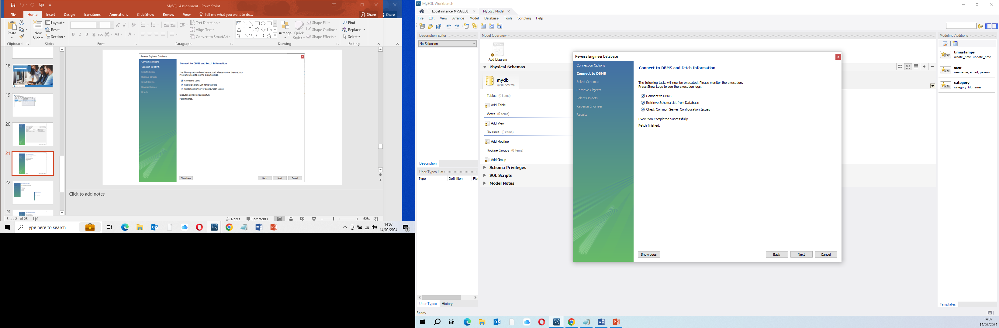 MySQL Assignment - PowerPoint
File Home Insert Design Transitions Animations Slide Show Review View Tell me what you want to do... Share Share
Paste
New
Slide
Layout
Reset
Section
Text Direction
Align Text
Convert to SmartArt
Arrange
Quick
Styles
Shape Fill
Shape Outline
Shape Effects
Find
Replace
Select
Clipboard Slides Font Paragraph Drawing Editing
18
19
20
21
22
23
Reverse Engineer Database
Connection Options
Connect to DBMS
Select Schemas
Retrieve Objects
Select Objects
Reverse Engineer
Results
Connect to DBMS and Fetch Information
The following tasks will now be executed. Please monitor the execution.
Press Show Logs to see the execution logs.
Connect to DBMS
Retrieve Schema List from Database
Check Common Server Configuration Issues
Execution Completed Successfully
Fetch finished.
Show Logs Back Next Cancel
Click to add notes
Slide 21 of 25 Notes Comments 62%
Type here to search
14:07
14/02/2024
MySQL Workbench
Local instance MySQL80 MySQL Model
File Edit View Arrange Model Database Tools Scripting Help
Description Editor
No Selection
Description
User Types List
Type Definition Fla
User Types History
Ready
Model Overview
Add Diagram
Physical Schemas
mydb
MySQL Schema
Tables (0 items)
Add Table
Views (0 items)
Add View
Routines (0 items)
Add Routine
Routine Groups (0 items)
Add Group
Schema Privileges
SQL Scripts
Model Notes
Reverse Engineer Database
Connection Options
Connect to DBMS
Select Schemas
Retrieve Objects
Select Objects
Reverse Engineer
Results
Connect to DBMS and Fetch Information
The following tasks will now be executed. Please monitor the execution.
Press Show Logs to see the execution logs.
Connect to DBMS
Retrieve Schema List from Database
Check Common Server Configuration Issues
Execution Completed Successfully
Fetch finished.
Show Logs Back Next Cancel
Modeling Additions
timestamps
create_time, update_time
user
username, email, passwo...
category
category_id, name
Templates
14:07
14/02/2024